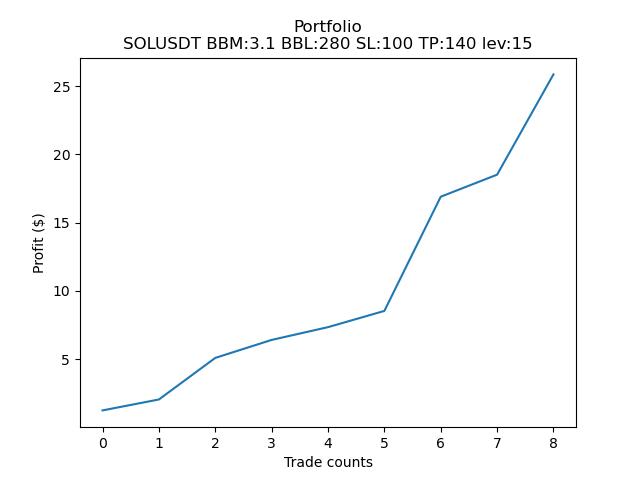 Portfolio
SOLUSDT BBM:3.1 BBL:280 SL:100 TP:140 lev:15
Profit ($)
25
20
15
10
5
0 1 2 3 4 5 6 7 8
Trade counts